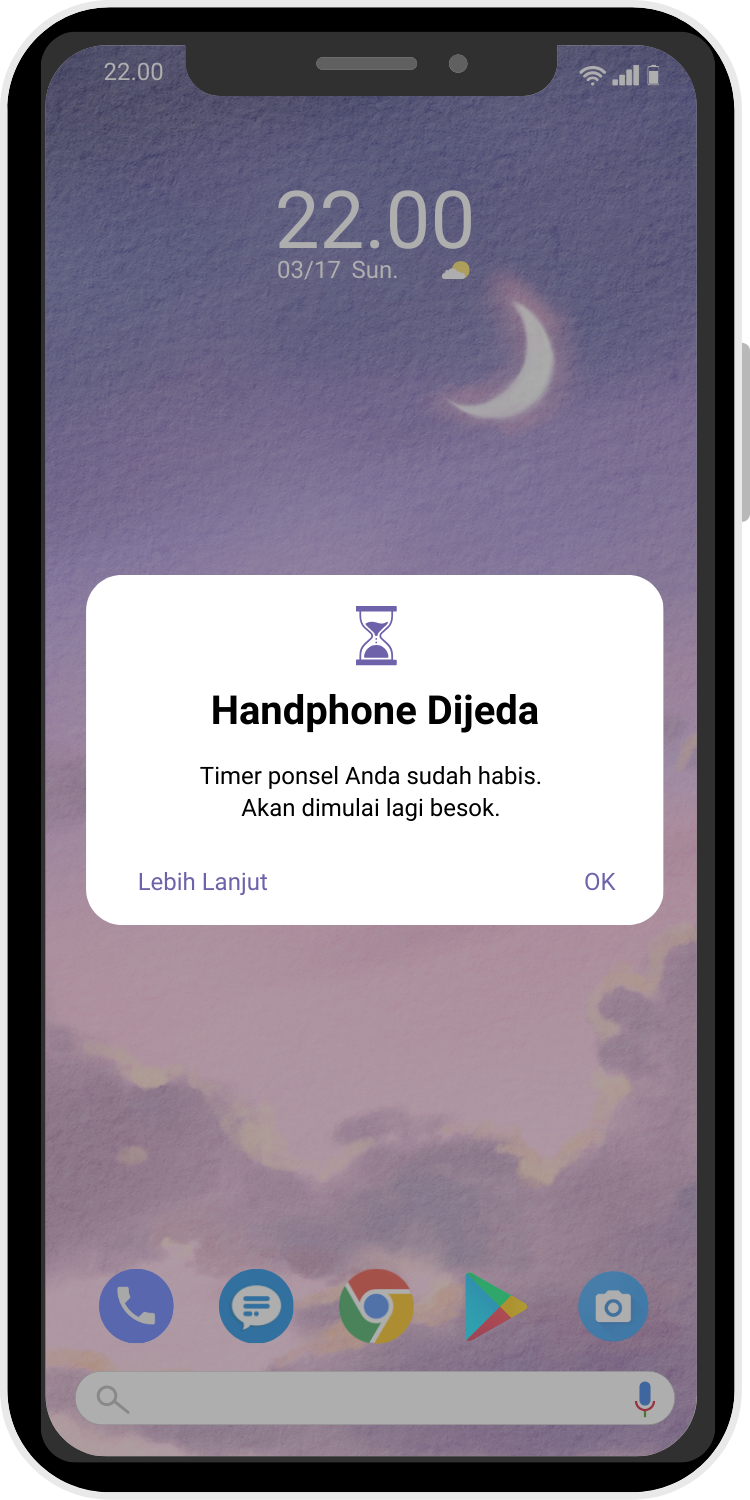 22.00
22.00
03/17 Sun.
Handphone Dijeda
Timer ponsel Anda sudah habis.
Akan dimulai lagi besok.
Lebih Lanjut
OK